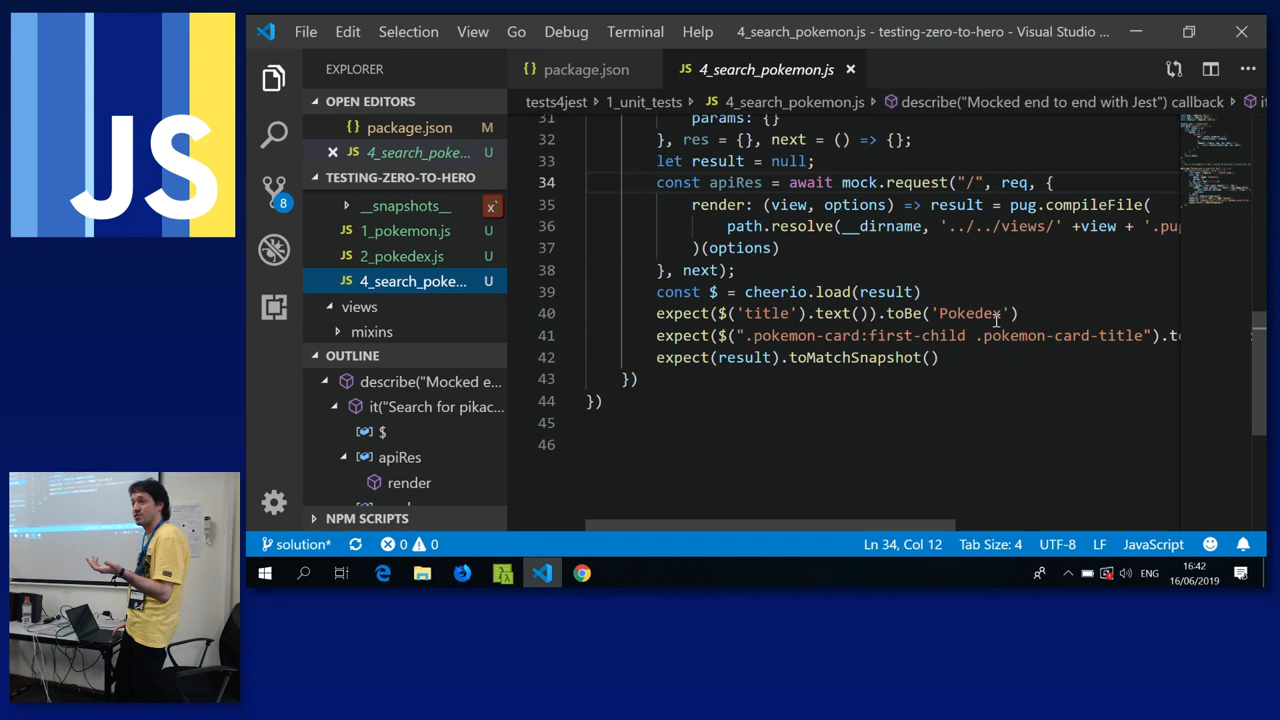 JS
File Edit Selection View Go Debug Terminal Help 4_search_pokemon.js - testing-zero-to-hero - Visual Studio ...
EXPLORER
{} package.json
JS 4_search_pokemon.js
OPEN EDITORS
tests4jest 1_unit_tests JS 4_search_pokemon.js describe("Mocked end to end with Jest") callback
{} package.json M
JS 4_search_poke... U
TESTING-ZERO-TO-HERO
__snapshots__
JS 1_pokemon.js U
JS 2_pokedex.js U
JS 4_search_poke... U
views
mixins
OUTLINE
describe("Mocked e...
it("Search for pikac...
$
apiRes
render
NPM SCRIPTS
31 params: {}
32 }, res = {}, next = () => {};
33 let result = null;
34 const apiRes = await mock.request("/", req, {
35 render: (view, options) => result = pug.compileFile(
36 path.resolve(__dirname, '../../views/' +view + '.pu
37 )(options)
38 }, next);
39 const $ = cheerio.load(result)
40 expect($('title').text()).toBe('Pokedex')
41 expect($(".pokemon-card:first-child .pokemon-card-title").t
42 expect(result).toMatchSnapshot()
43 })
44 })
45
46
8
solution* 0 0 Ln 34, Col 12 Tab Size: 4 UTF-8 LF JavaScript
ENG
16:42
16/06/2019